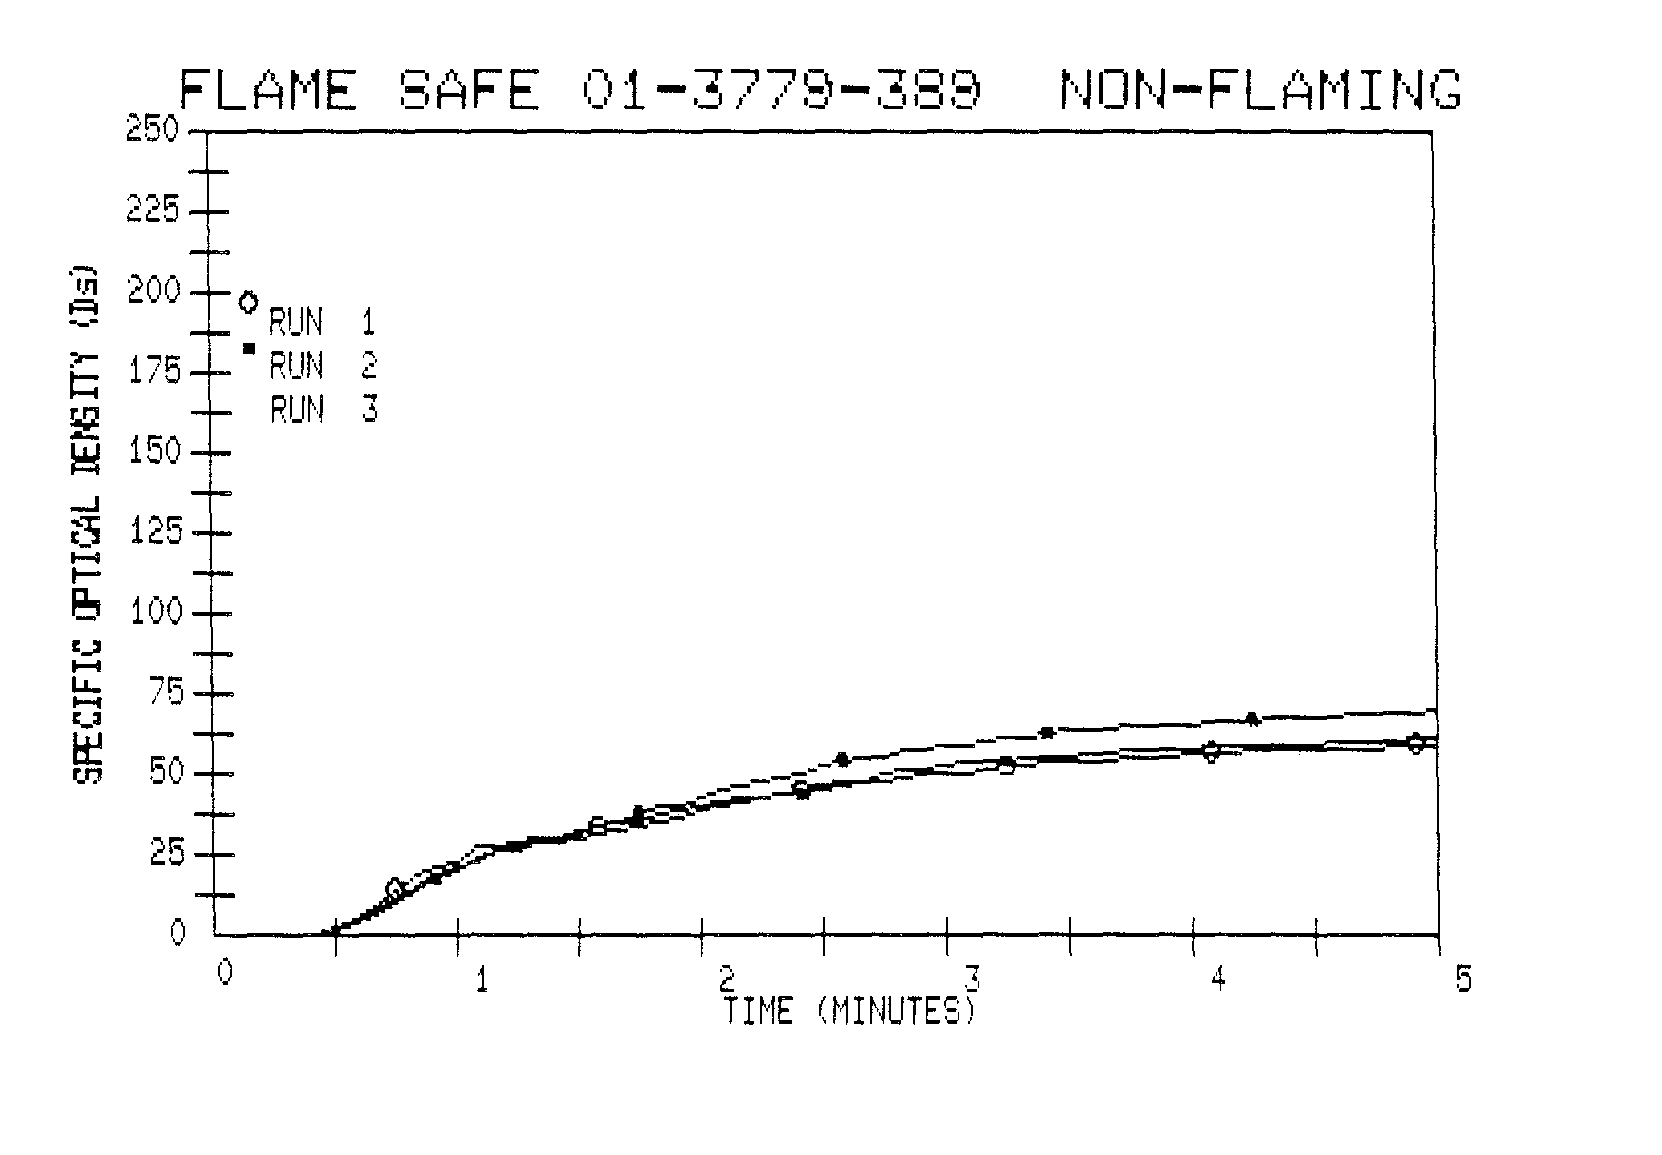 FLAME SAFE 01-3779-389 NON-FLAMING
SPECIFIC OPTICAL DENSITY (Ds)
250
225
200
175
150
125
100
75
50
25
0
RUN 1
RUN 2
RUN 3
0 1 2 3 4 5
TIME (MINUTES)